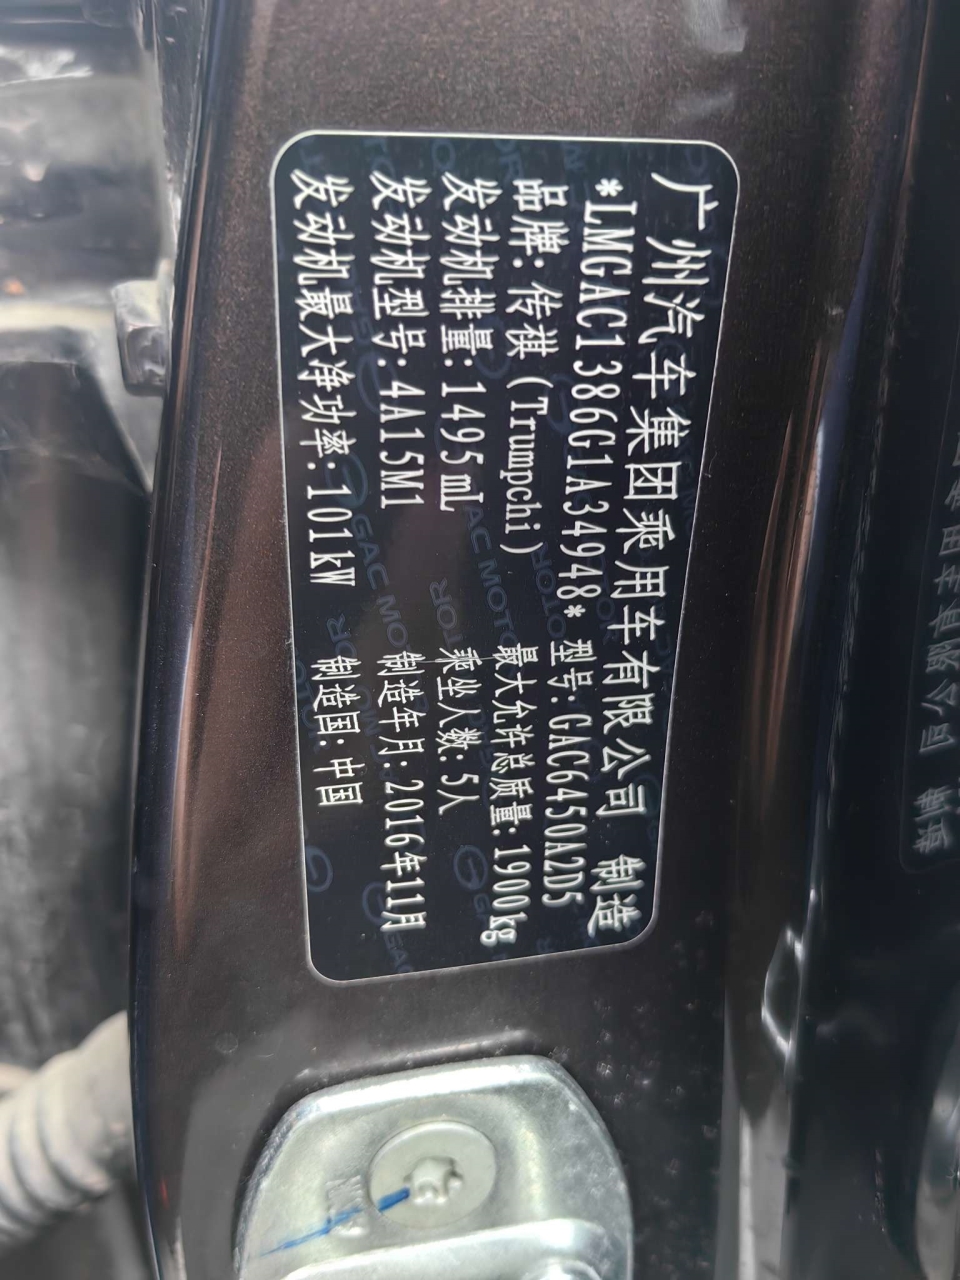 广州汽车集团乘用车有限公司 制造
*LMGAC1386G1A34948* 型号:GAC6450A2D5
品牌:传祺(Trumpchi) 最大允许总质量:1900kg
发动机排量:1495mL 乘坐人数:5人
发动机型号:4A15M1 制造年月:2016年11月
发动机最大净功率:101kW 制造国:中国